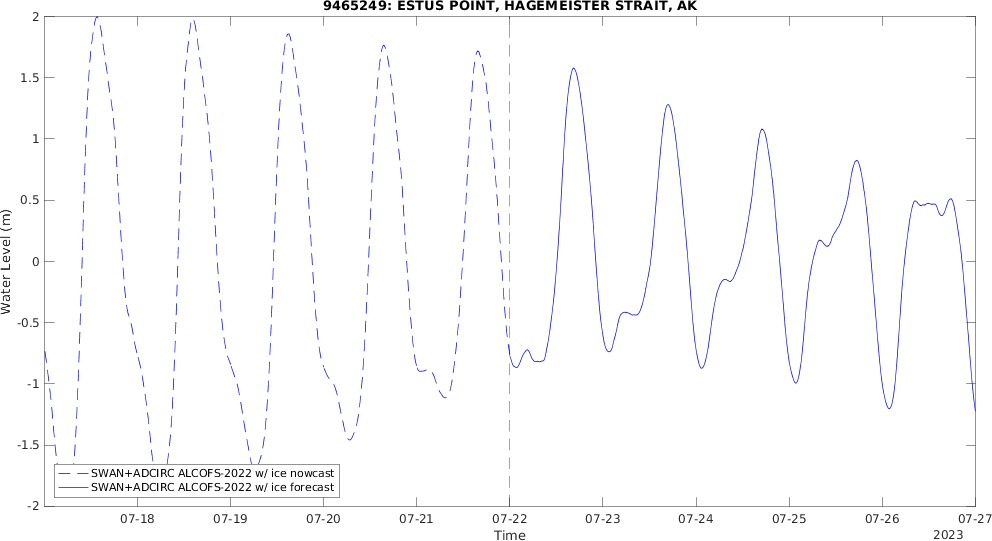 9465249: ESTUS POINT, HAGEMEISTER STRAIT, AK
2
1.5
1
0.5
0
-0.5
-1
-1.5
-2
Water Level (m)
SWAN+ADCIRC ALCOFS-2022 w/ ice nowcast
SWAN+ADCIRC ALCOFS-2022 w/ ice forecast
07-18 07-19 07-20 07-21 07-22 07-23 07-24 07-25 07-26 07-27
Time
2023